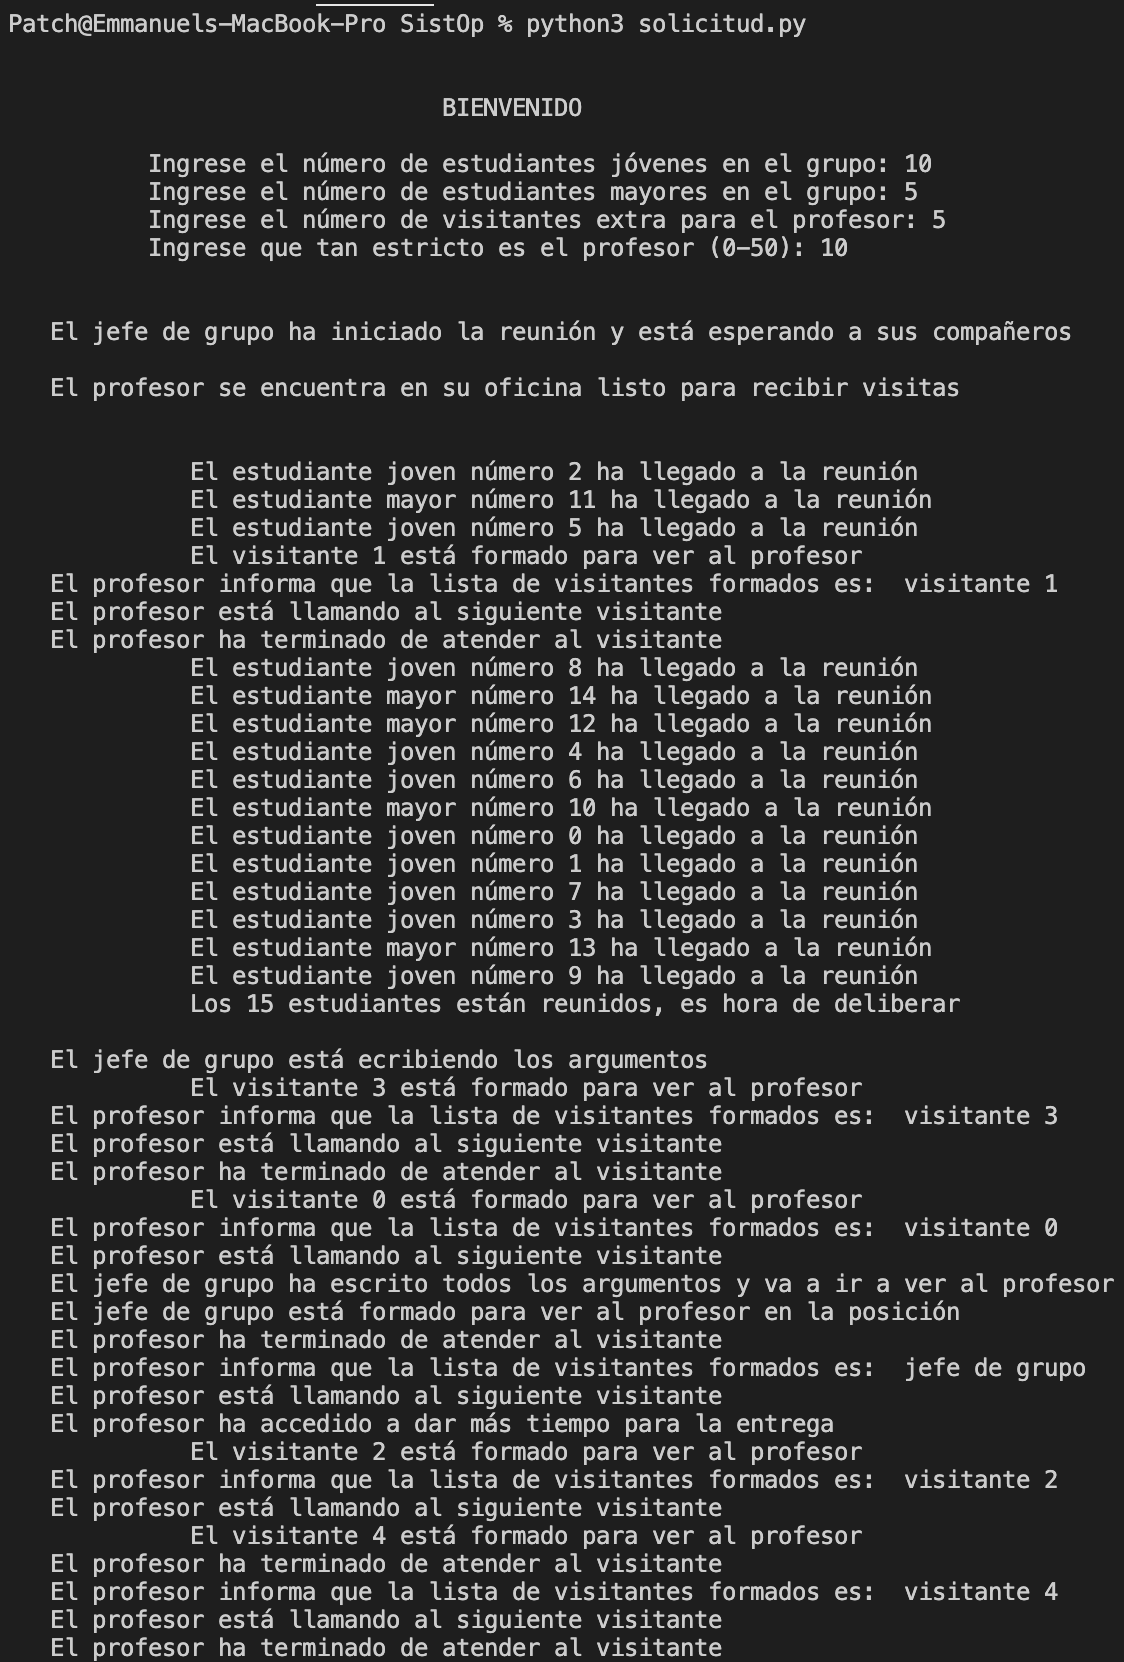 Patch@Emmanuels-MacBook-Pro SistOp % python3 solicitud.py
BIENVENIDO
Ingrese el número de estudiantes jóvenes en el grupo: 10
Ingrese el número de estudiantes mayores en el grupo: 5
Ingrese el número de visitantes extra para el profesor: 5
Ingrese que tan estricto es el profesor (0-50): 10
El jefe de grupo ha iniciado la reunión y está esperando a sus compañeros
El profesor se encuentra en su oficina listo para recibir visitas
El estudiante joven número 2 ha llegado a la reunión
El estudiante mayor número 11 ha llegado a la reunión
El estudiante joven número 5 ha llegado a la reunión
El visitante 1 está formado para ver al profesor
El profesor informa que la lista de visitantes formados es:  visitante 1
El profesor está llamando al siguiente visitante
El profesor ha terminado de atender al visitante
El estudiante joven número 8 ha llegado a la reunión
El estudiante mayor número 14 ha llegado a la reunión
El estudiante mayor número 12 ha llegado a la reunión
El estudiante joven número 4 ha llegado a la reunión
El estudiante joven número 6 ha llegado a la reunión
El estudiante mayor número 10 ha llegado a la reunión
El estudiante joven número 0 ha llegado a la reunión
El estudiante joven número 1 ha llegado a la reunión
El estudiante joven número 7 ha llegado a la reunión
El estudiante joven número 3 ha llegado a la reunión
El estudiante mayor número 13 ha llegado a la reunión
El estudiante joven número 9 ha llegado a la reunión
Los 15 estudiantes están reunidos, es hora de deliberar
El jefe de grupo está ecribiendo los argumentos
El visitante 3 está formado para ver al profesor
El profesor informa que la lista de visitantes formados es:  visitante 3
El profesor está llamando al siguiente visitante
El profesor ha terminado de atender al visitante
El visitante 0 está formado para ver al profesor
El profesor informa que la lista de visitantes formados es:  visitante 0
El profesor está llamando al siguiente visitante
El jefe de grupo ha escrito todos los argumentos y va a ir a ver al profesor
El jefe de grupo está formado para ver al profesor en la posición
El profesor ha terminado de atender al visitante
El profesor informa que la lista de visitantes formados es:  jefe de grupo
El profesor está llamando al siguiente visitante
El profesor ha accedido a dar más tiempo para la entrega
El visitante 2 está formado para ver al profesor
El profesor informa que la lista de visitantes formados es:  visitante 2
El profesor está llamando al siguiente visitante
El visitante 4 está formado para ver al profesor
El profesor ha terminado de atender al visitante
El profesor informa que la lista de visitantes formados es:  visitante 4
El profesor está llamando al siguiente visitante
El profesor ha terminado de atender al visitante